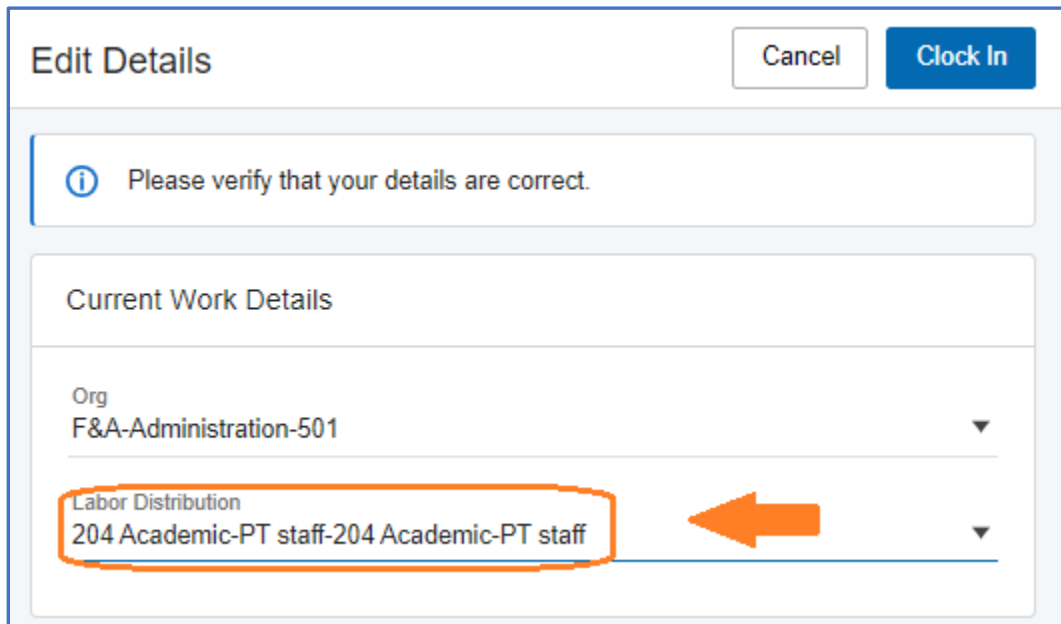 Edit Details
Cancel
Clock In
Please verify that your details are correct.
Current Work Details
Org
F&A-Administration-501
Labor Distribution
204 Academic-PT staff-204 Academic-PT staff